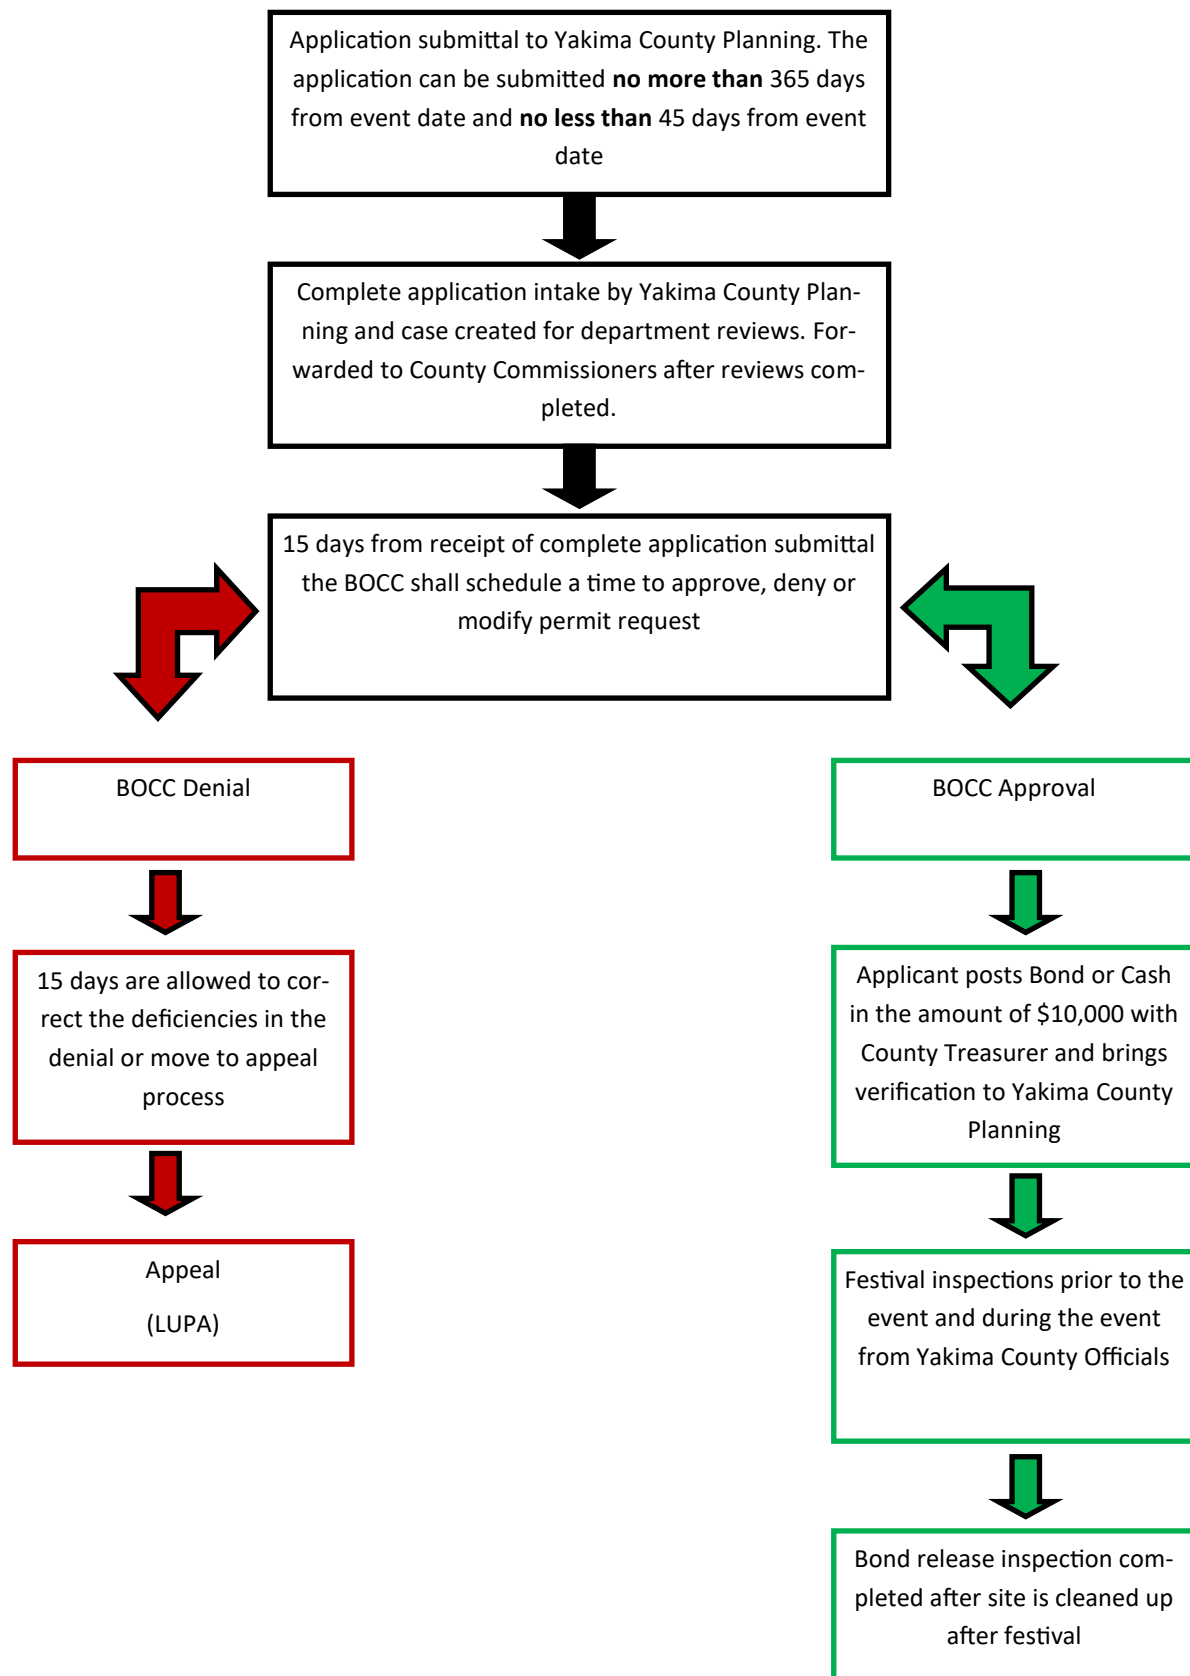 Application submittal to Yakima County Planning. The
application can be submitted no more than 365 days
from event date and no less than 45 days from event
date
Complete application intake by Yakima County Plan-
ning and case created for department reviews. For-
warded to County Commissioners after reviews com-
pleted.
15 days from receipt of complete application submittal
the BOCC shall schedule a time to approve, deny or
modify permit request
BOCC Denial
15 days are allowed to cor-
rect the deficiencies in the
denial or move to appeal
process
Appeal
(LUPA)
BOCC Approval
Applicant posts Bond or Cash
in the amount of $10,000 with
County Treasurer and brings
verification to Yakima County
Planning
Festival inspections prior to the
event and during the event
from Yakima County Officials
Bond release inspection com-
pleted after site is cleaned up
after festival